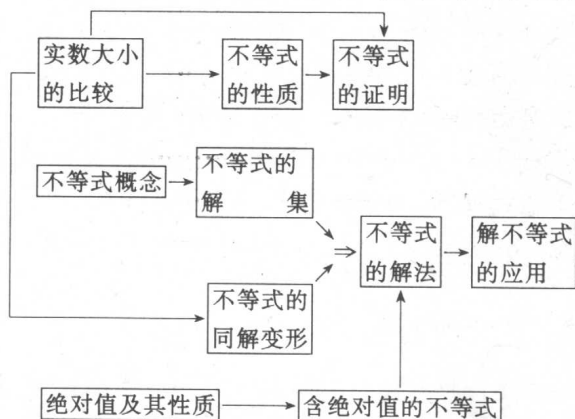 实数大小
的比较
不等式
的性质
不等式
的证明
不等式概念
不等式的
解 集
不等式
的解法
解不等式
的应用
不等式的
同解变形
绝对值及其性质
含绝对值的不等式